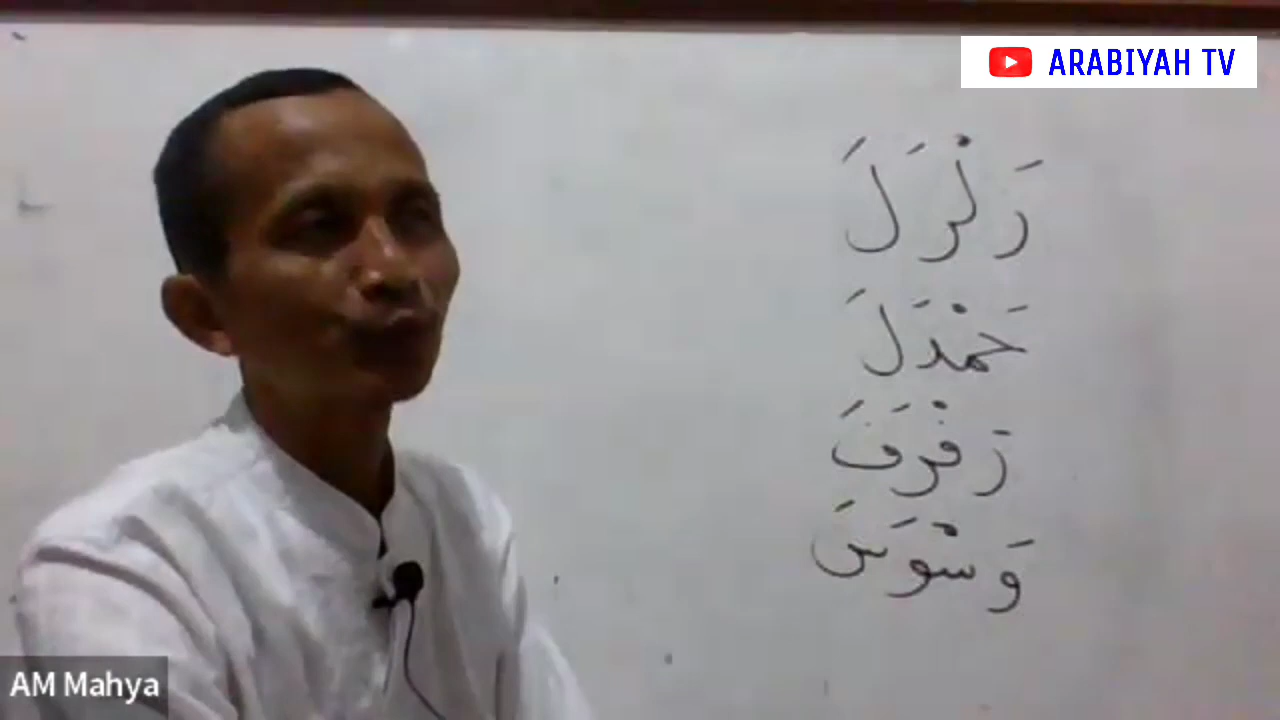 ARABIYAH TV
زَلْزَلَ
حَمْدَلَ
رَفْرَفَ
وَسْوَسَ
AM Mahya